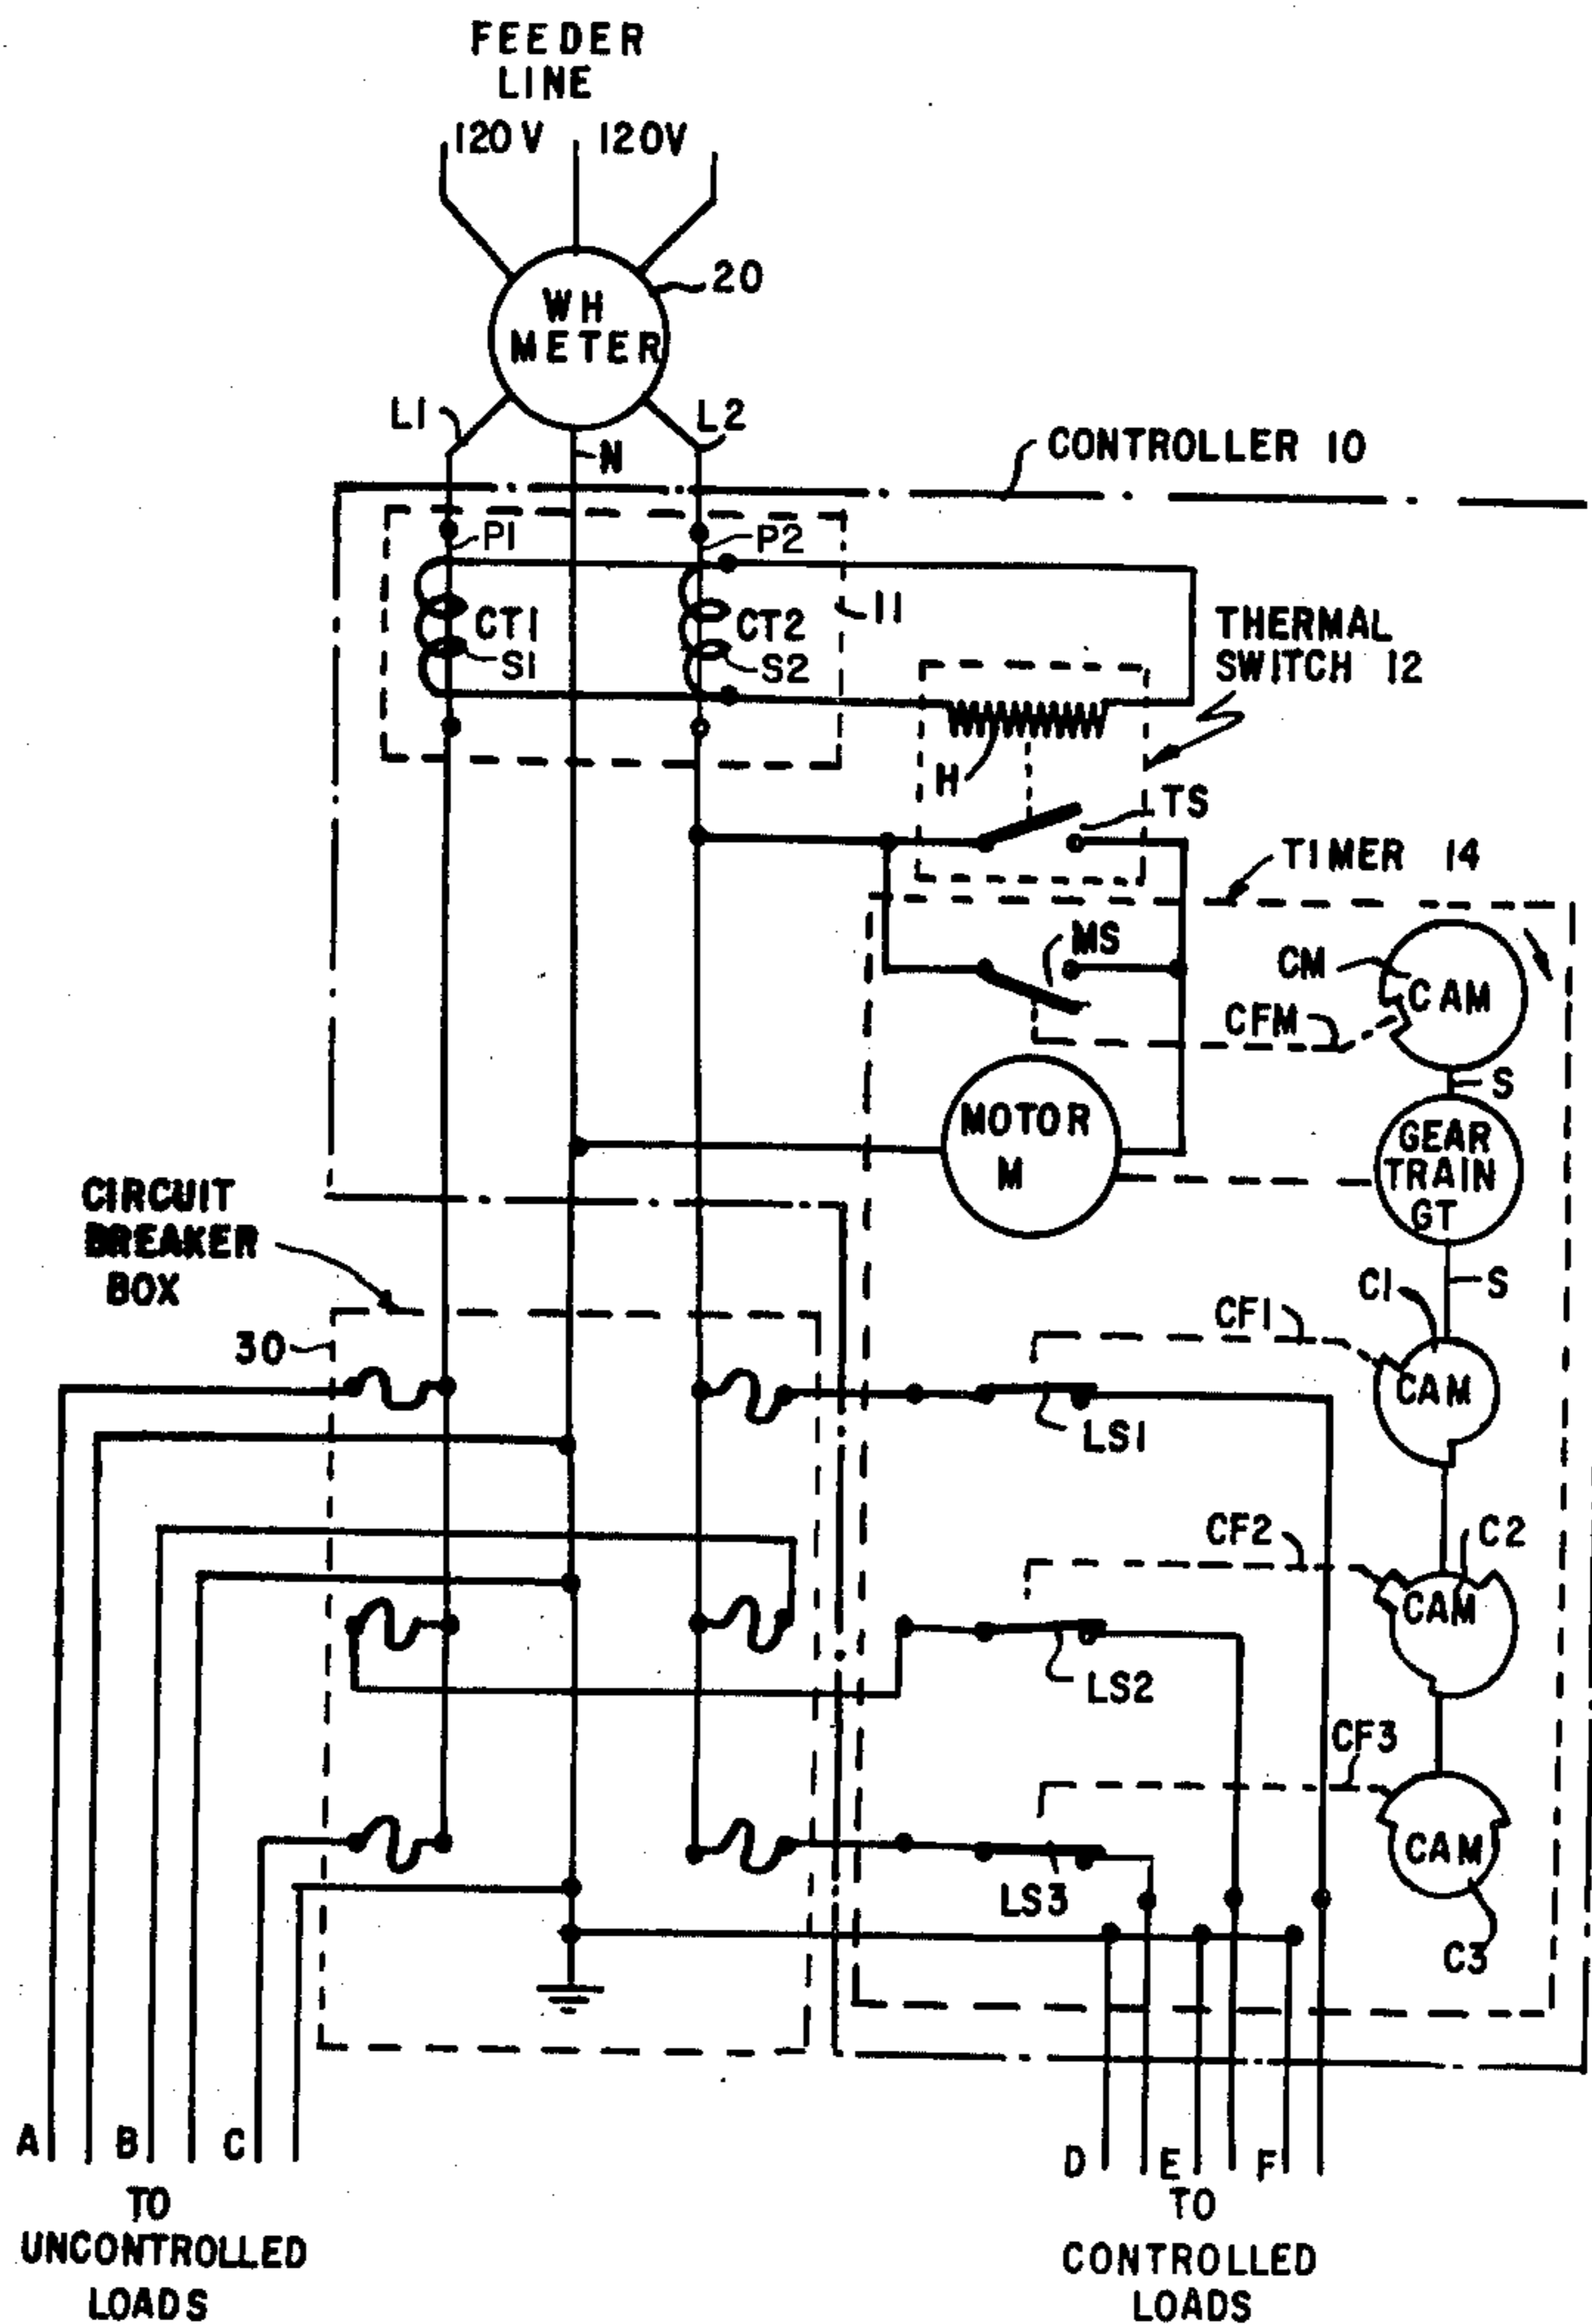 FEEDER
LINE
120V 120V
WH
METER
20
L1
L2
N
CONTROLLER 10
P1
P2
CT1
CT2
11
S1
S2
THERMAL
SWITCH 12
H
TS
TIMER 14
MS
CM
CAM
CFM
S
MOTOR
M
GEAR
TRAIN
GT
CIRCUIT
BREAKER
BOX
S
C1
CF1
30
CAM
LS1
CF2
C2
CAM
LS2
CF3
CAM
LS3
C3
A B C
D E F
TO
UNCONTROLLED
LOADS
TO
CONTROLLED
LOADS